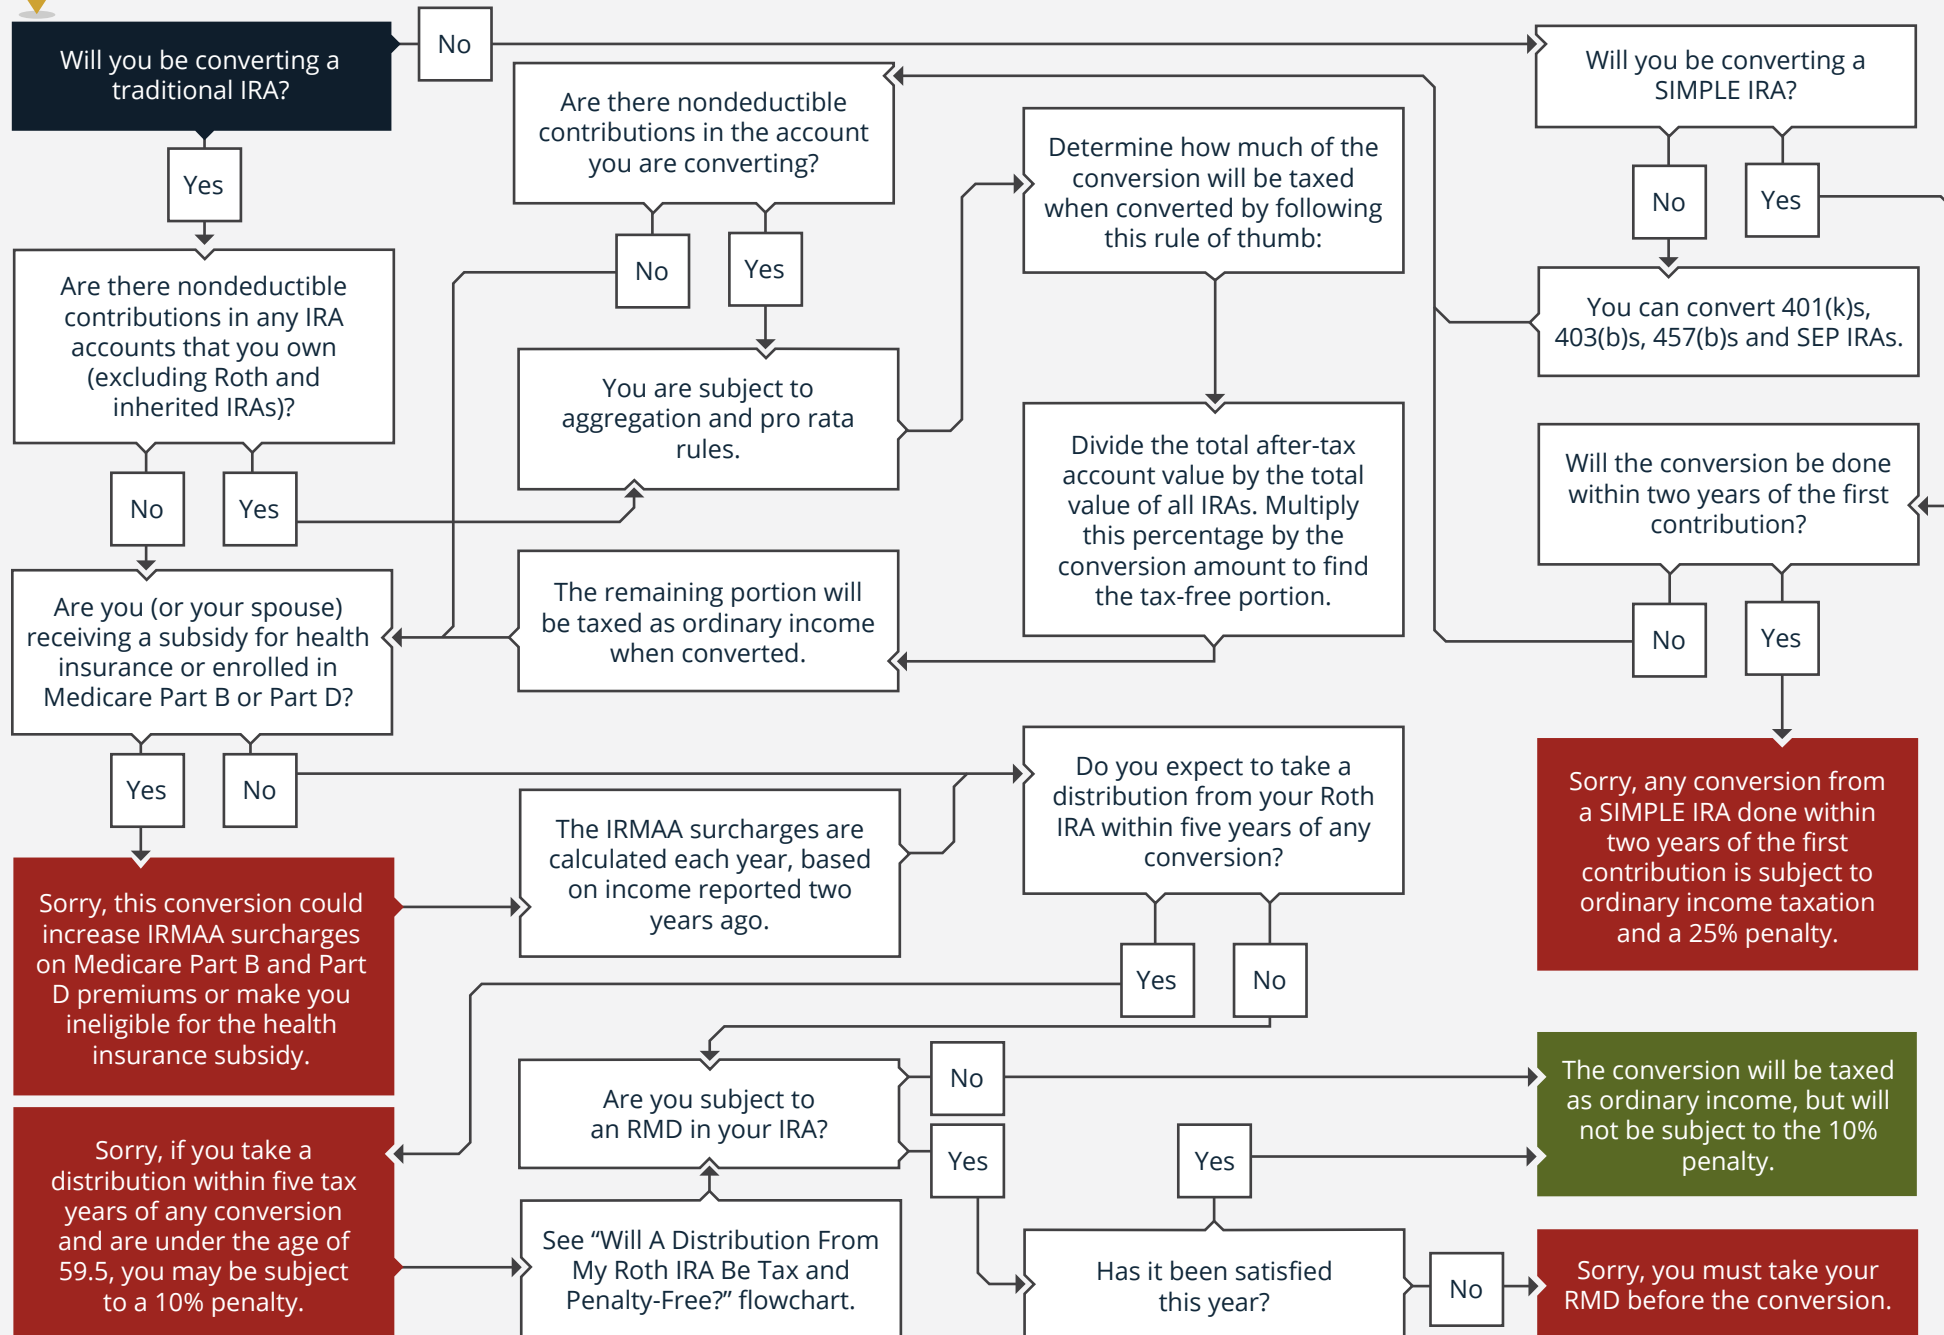 Will you be converting a
traditional IRA?
No
Yes
Are there nondeductible
contributions in any IRA
accounts that you own
(excluding Roth and
inherited IRAs)?
No
Yes
Are you (or your spouse)
receiving a subsidy for health
insurance or enrolled in
Medicare Part B or Part D?
Yes
No
Sorry, this conversion could
increase IRMAA surcharges
on Medicare Part B and Part
D premiums or make you
ineligible for the health
insurance subsidy.
Sorry, if you take a
distribution within five tax
years of any conversion
and are under the age of
59.5, you may be subject
to a 10% penalty.
Are there nondeductible
contributions in the account
you are converting?
No
Yes
You are subject to
aggregation and pro rata
rules.
The remaining portion will
be taxed as ordinary income
when converted.
The IRMAA surcharges are
calculated each year, based
on income reported two
years ago.
Are you subject to
an RMD in your IRA?
No
Yes
See “Will A Distribution From
My Roth IRA Be Tax and
Penalty-Free?” flowchart.
Determine how much of the
conversion will be taxed
when converted by following
this rule of thumb:
Divide the total after-tax
account value by the total
value of all IRAs. Multiply
this percentage by the
conversion amount to find
the tax-free portion.
Do you expect to take a
distribution from your Roth
IRA within five years of any
conversion?
Yes
No
Yes
Has it been satisfied
this year?
No
Will you be converting a
SIMPLE IRA?
No
Yes
You can convert 401(k)s,
403(b)s, 457(b)s and SEP IRAs.
Will the conversion be done
within two years of the first
contribution?
No
Yes
Sorry, any conversion from
a SIMPLE IRA done within
two years of the first
contribution is subject to
ordinary income taxation
and a 25% penalty.
The conversion will be taxed
as ordinary income, but will
not be subject to the 10%
penalty.
Sorry, you must take your
RMD before the conversion.